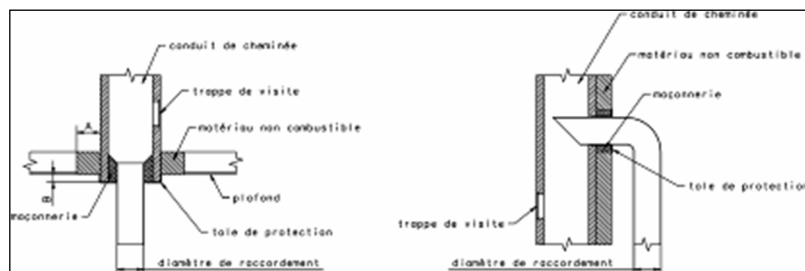 conduit de cheminée
trappe de visite
matériau non combustible
A
B
plafond
maçonnerie
tole de protection
diamètre de raccordement
conduit de cheminée
matériau non combustible
maçonnerie
tole de protection
trappe de visite
diamètre de raccordement